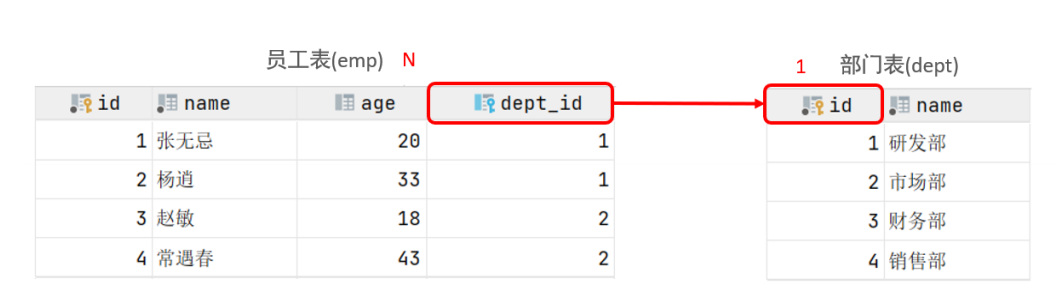 员工表(emp) N
1 部门表(dept)
id name age dept_id
id name
1 张无忌 20 1
1 研发部
2 杨逍 33 1
2 市场部
3 赵敏 18 2
3 财务部
4 常遇春 43 2
4 销售部